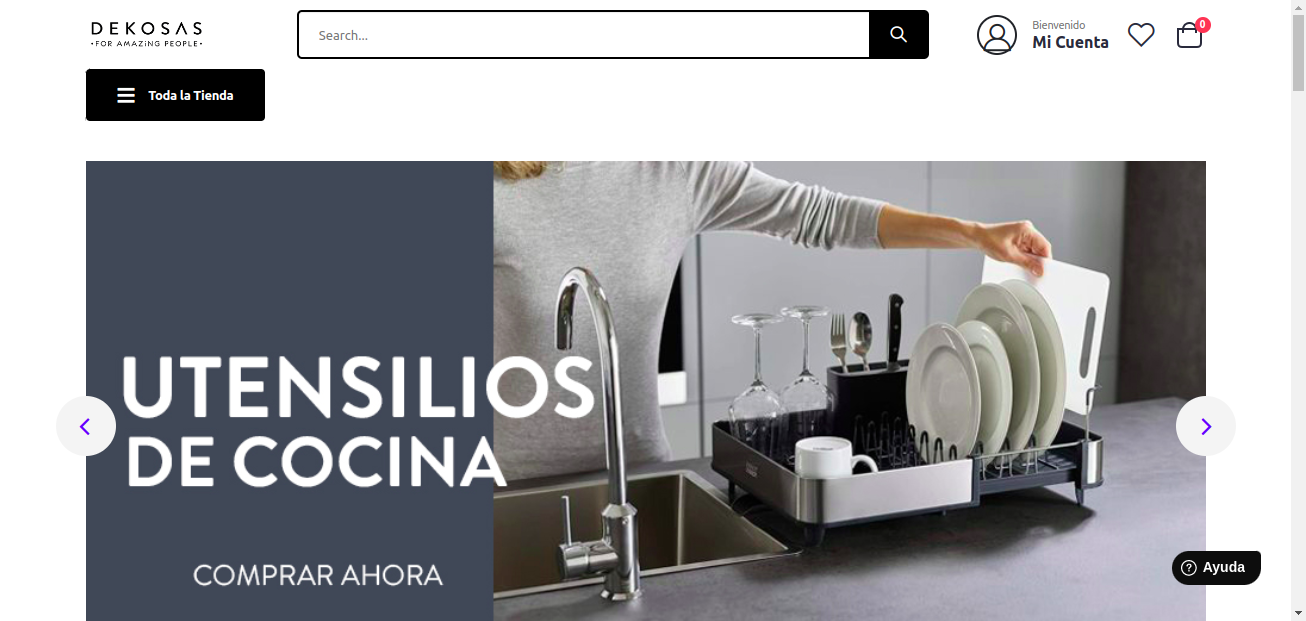 DEKOSAS
•FOR AMAZiNG PEOPLE•
Search...
Bienvenido
Mi Cuenta
0
Toda la Tienda
UTENSILIOS
DE COCINA
COMPRAR AHORA
Ayuda